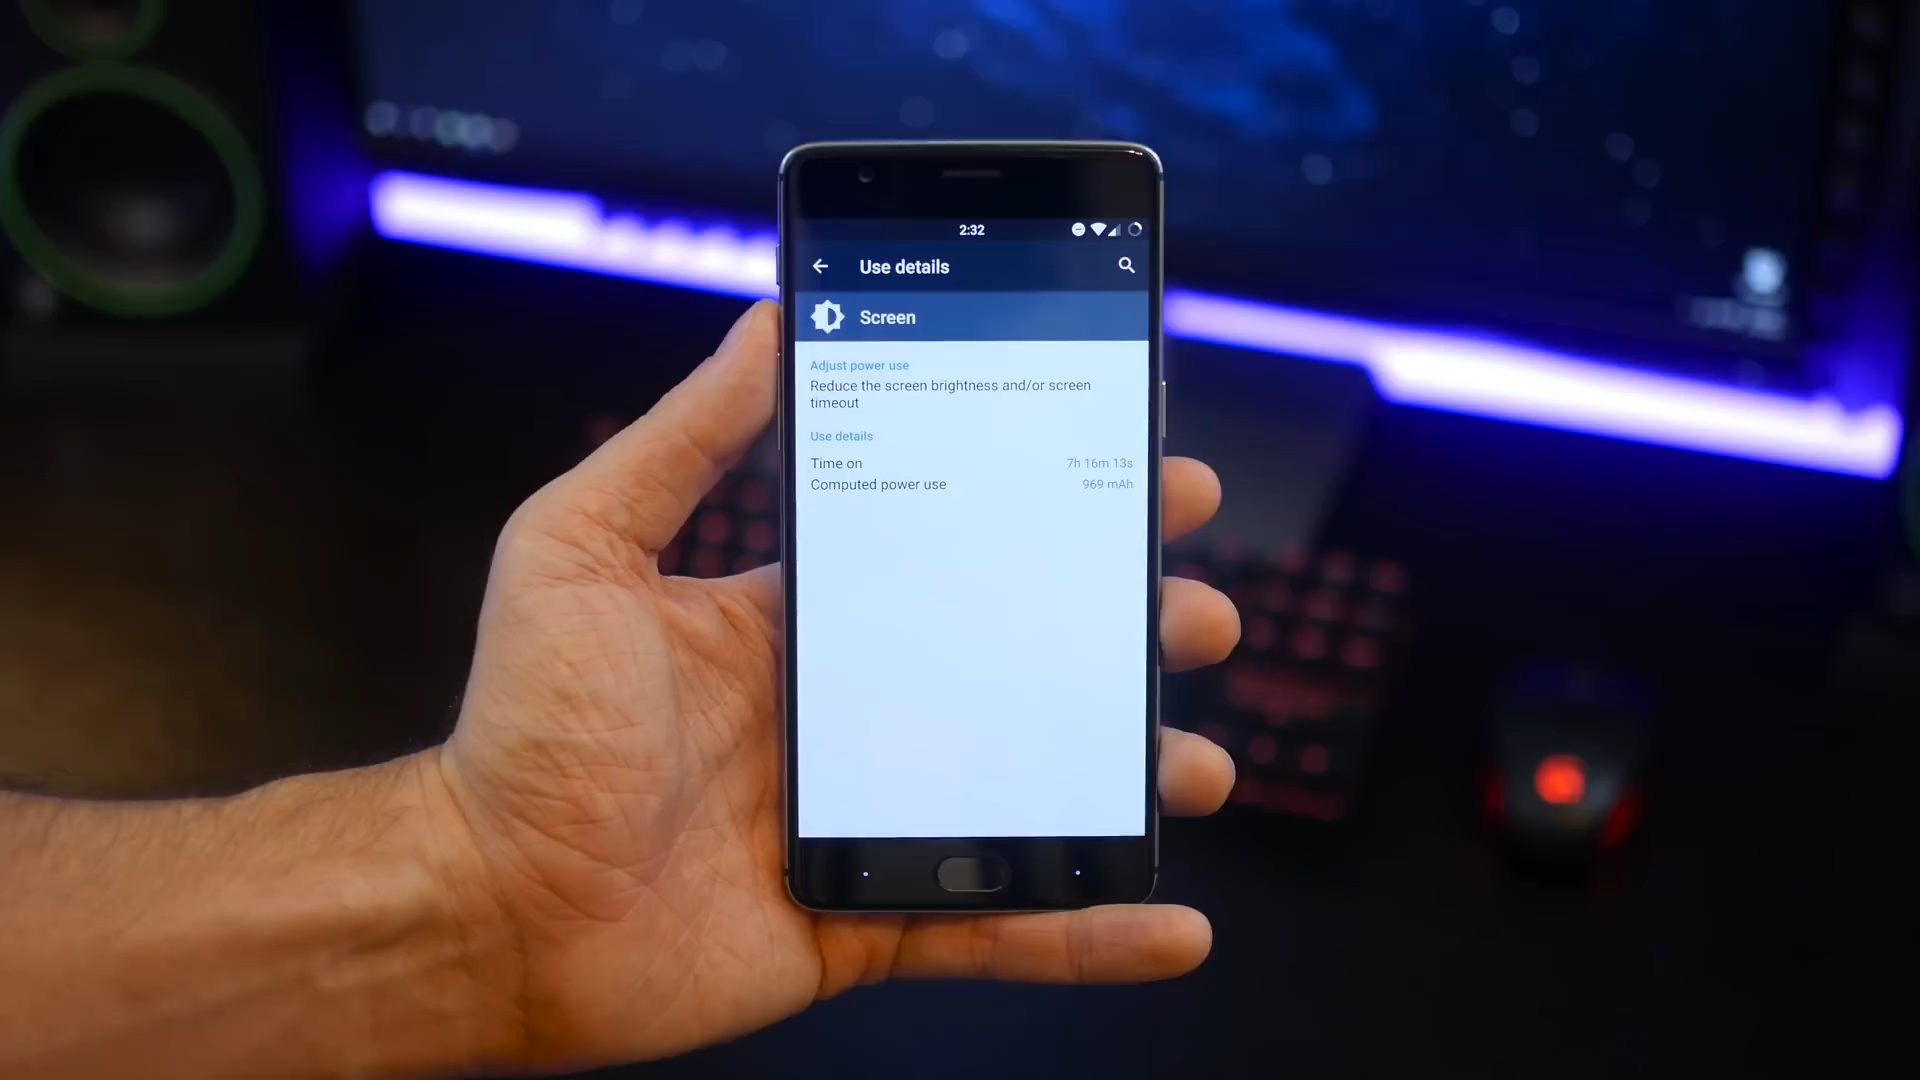 2:32
Use details
Screen
Adjust power use
Reduce the screen brightness and/or screen
timeout
Use details
Time on 7h 16m 13s
Computed power use 969 mAh